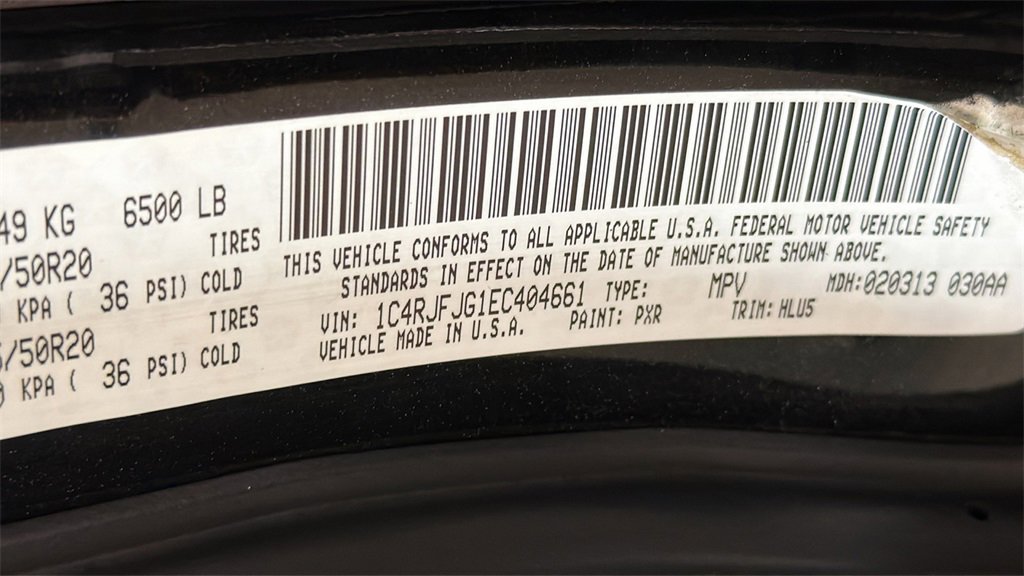 49 KG 6500 LB
TIRES
/50R20
KPA ( 36 PSI) COLD
TIRES
/50R20
KPA ( 36 PSI) COLD
THIS VEHICLE CONFORMS TO ALL APPLICABLE U.S.A. FEDERAL MOTOR VEHICLE SAFETY
STANDARDS IN EFFECT ON THE DATE OF MANUFACTURE SHOWN ABOVE.
VIN: 1C4RJFJG1EC404661 TYPE: MPV MDH:020313 030AA
VEHICLE MADE IN U.S.A. PAINT: PXR TRIM: HLU5